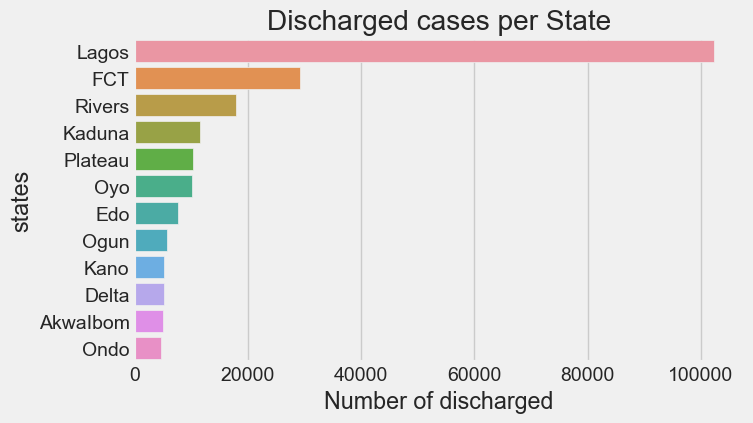 Discharged cases per State
states
Lagos
FCT
Rivers
Kaduna
Plateau
Oyo
Edo
Ogun
Kano
Delta
AkwaIbom
Ondo
0 20000 40000 60000 80000 100000
Number of discharged